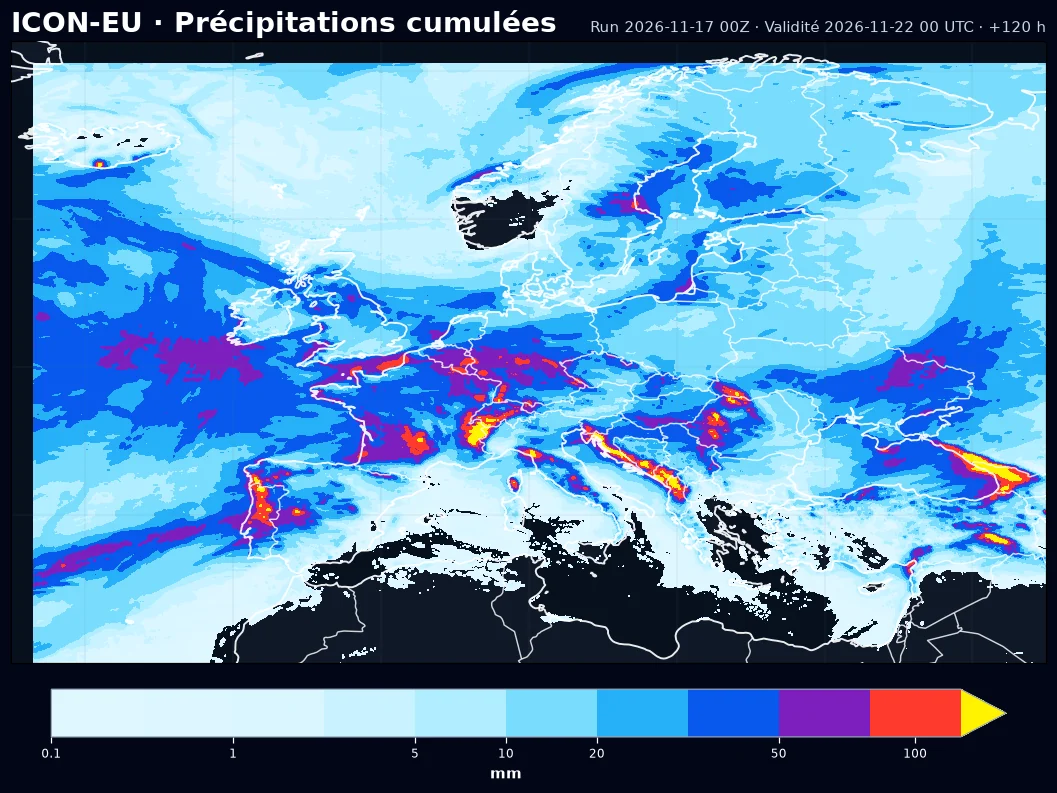 ICON-EU · Précipitations cumulées
Run 2026-11-17 00Z · Validité 2026-11-22 00 UTC · +120 h
0.1 1 5 10 20 50 100
mm